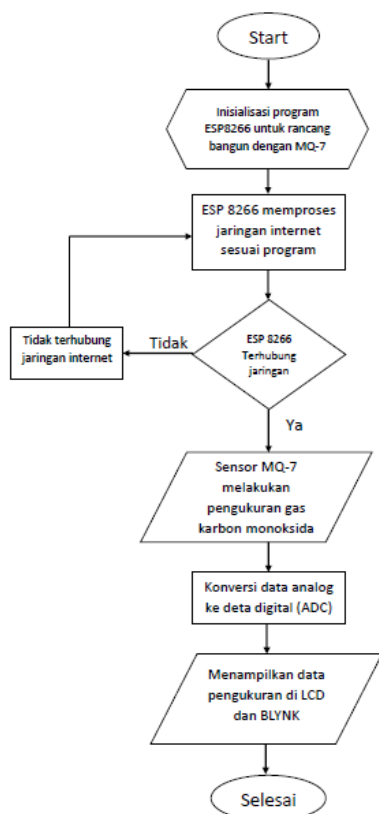 Start
Inisialisasi program
ESP8266 untuk rancang
bangun dengan MQ-7
ESP 8266 memproses
jaringan internet
sesuai program
Tidak terhubung
jaringan internet
Tidak
ESP 8266
Terhubung
jaringan
Ya
Sensor MQ-7
melakukan
pengukuran gas
karbon monoksida
Konversi data analog
ke deta digital (ADC)
Menampilkan data
pengukuran di LCD
dan BLYNK
Selesai